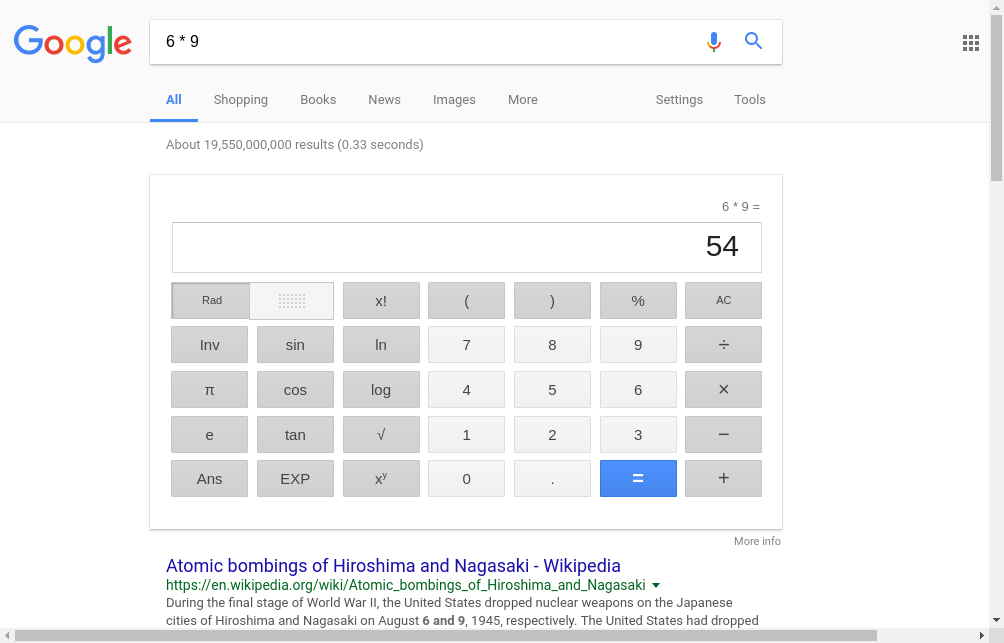 Google
6 * 9
All Shopping Books News Images More Settings Tools
About 19,550,000,000 results (0.33 seconds)
6 * 9 =
54
Rad x! ( ) % AC
Inv sin ln 7 8 9 ÷
π cos log 4 5 6 ×
e tan √ 1 2 3 −
Ans EXP xʸ 0 . = +
More info
Atomic bombings of Hiroshima and Nagasaki - Wikipedia
https://en.wikipedia.org/wiki/Atomic_bombings_of_Hiroshima_and_Nagasaki
During the final stage of World War II, the United States dropped nuclear weapons on the Japanese
cities of Hiroshima and Nagasaki on August 6 and 9, 1945, respectively. The United States had dropped